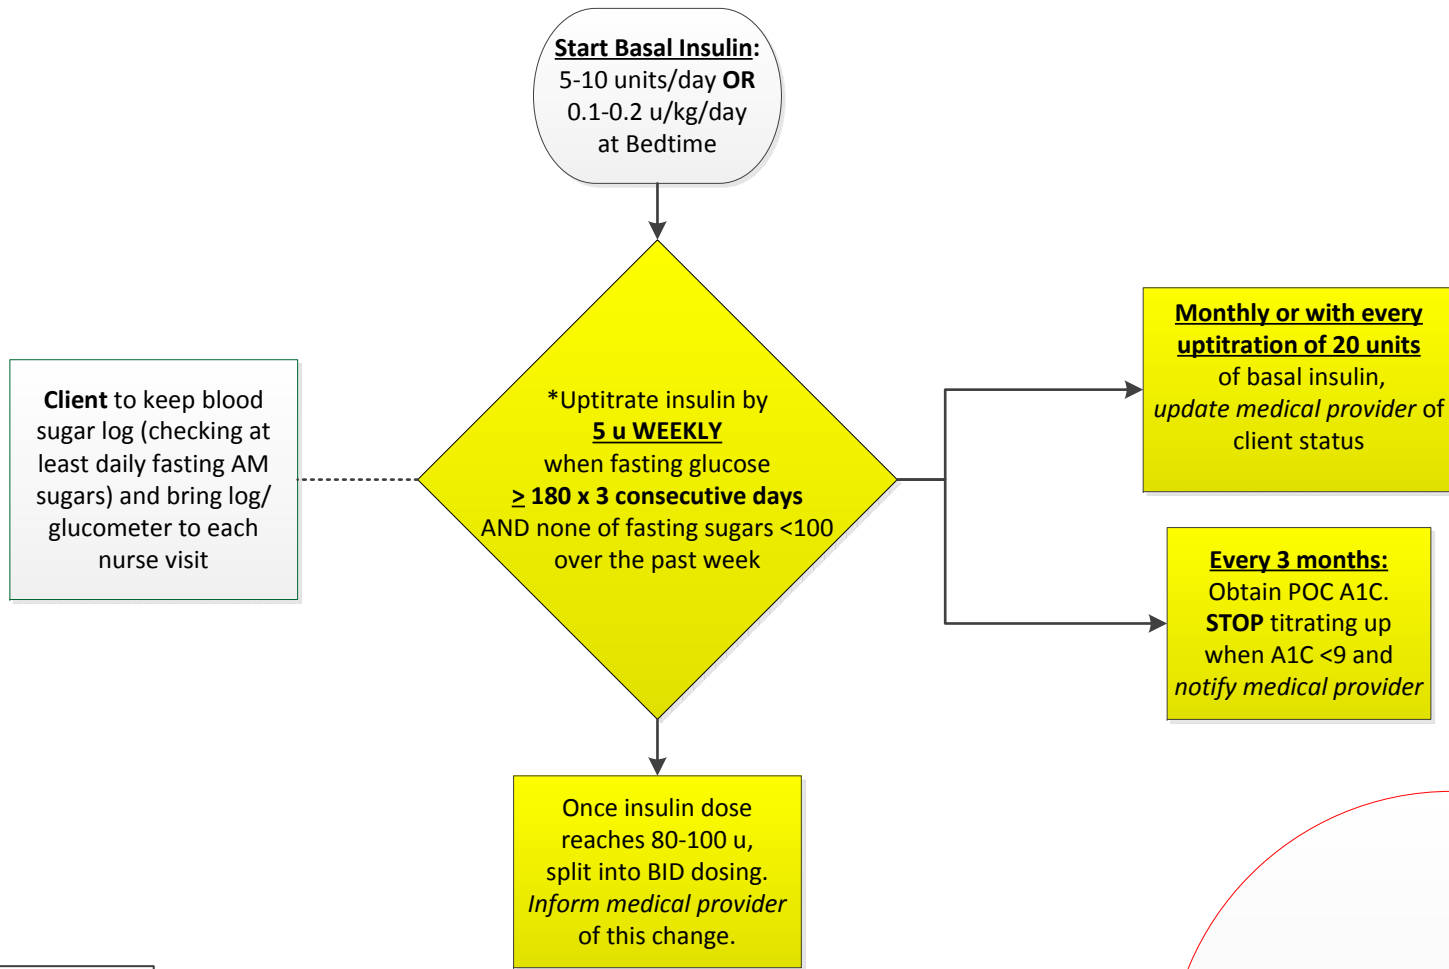 Start Basal Insulin:
5-10 units/day OR
0.1-0.2 u/kg/day
at Bedtime
Client to keep blood
sugar log (checking at
least daily fasting AM
sugars) and bring log/
glucometer to each
nurse visit
*Uptitrate insulin by
5 u WEEKLY
when fasting glucose
≥ 180 x 3 consecutive days
AND none of fasting sugars <100
over the past week
Monthly or with every
uptitration of 20 units
of basal insulin,
update medical provider of
client status
Every 3 months:
Obtain POC A1C.
STOP titrating up
when A1C <9 and
notify medical provider
Once insulin dose
reaches 80-100 u,
split into BID dosing.
Inform medical provider
of this change.